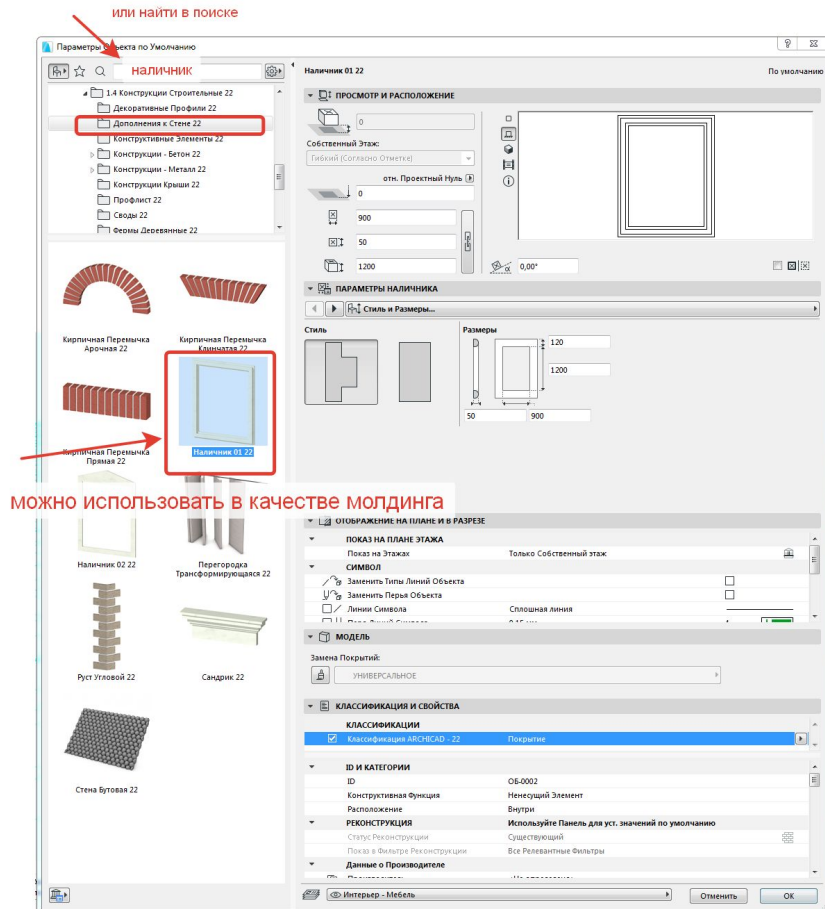 или найти в поиске
Параметры Объекта по Умолчанию
наличник
1.4 Конструкции Строительные 22
Декоративные Профили 22
Дополнения к Стене 22
Конструктивные Элементы 22
Конструкции - Бетон 22
Конструкции - Металл 22
Конструкции Крыши 22
Профлист 22
Своды 22
Фермы Деревянные 22
Кирпичная Перемычка
Арочная 22
Кирпичная Перемычка
Клинчатая 22
Кирпичная Перемычка
Прямая 22
Наличник 01 22
можно использовать в качестве молдинга
Наличник 02 22
Перегородка
Трансформирующаяся 22
Руст Угловой 22
Сандрик 22
Стена Бутовая 22
Наличник 01 22
По умолчанию
ПРОСМОТР И РАСПОЛОЖЕНИЕ
0
Собственный Этаж:
Гибкий (Согласно Отметке)
отн. Проектный Нуль
0
900
50
1200
α 0,00°
ПАРАМЕТРЫ НАЛИЧНИКА
Стиль и Размеры...
Стиль
Размеры
120
1200
50 900
ОТОБРАЖЕНИЕ НА ПЛАНЕ И В РАЗРЕЗЕ
ПОКАЗ НА ПЛАНЕ ЭТАЖА
Показ на Этажах Только Собственный этаж
СИМВОЛ
Заменить Типы Линий Объекта
Заменить Перья Объекта
Линии Символа Сплошная линия
МОДЕЛЬ
Замена Покрытий:
УНИВЕРСАЛЬНОЕ
КЛАССИФИКАЦИЯ И СВОЙСТВА
КЛАССИФИКАЦИИ
Классификация ARCHICAD - 22 Покрытие
ID И КАТЕГОРИИ
ID ОБ-0002
Конструктивная Функция Ненесущий Элемент
Расположение Внутри
РЕКОНСТРУКЦИЯ Используйте Панель для уст. значений по умолчанию
Статус Реконструкции Существующий
Показ в Фильтре Реконструкции Все Релевантные Фильтры
Данные о Производителе
Интерьер - Мебель
Отменить
ОК